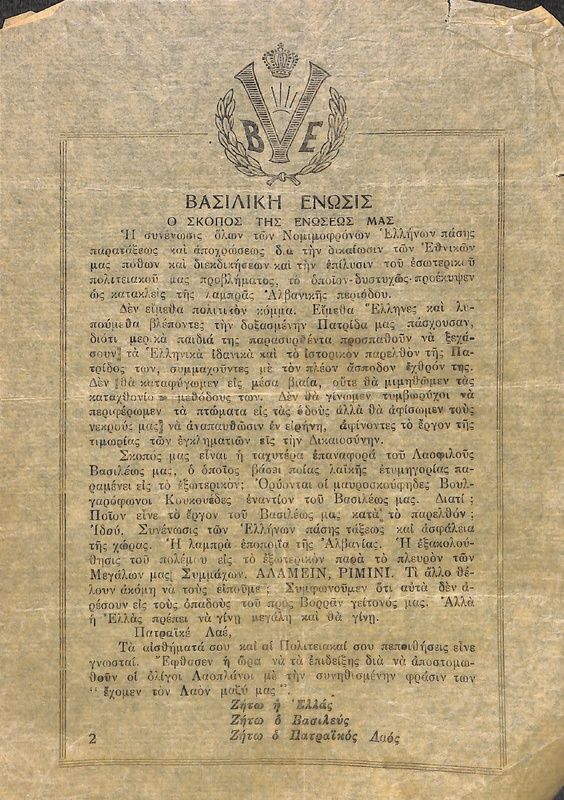 Β V Ε
ΒΑΣΙΛΙΚΗ ΕΝΩΣΙΣ
Ο ΣΚΟΠΟΣ ΤΗΣ ΕΝΩΣΕΩΣ ΜΑΣ
Ἡ συνένωσις ὅλων τῶν Νομιμοφρόνων Ἑλλήνων πάσης
παρατάξεως καὶ ἀποχρώσεως δ.ια τὴν δικαίωσιν τῶν Ἐθνικῶν
μας πόθων καὶ διεκδικήσεων καὶ τὴν ἐπίλυσιν τοῦ ἐσωτερικοῦ
πολιτειακοῦ μας προβλήματος, τὸ ὁποῖον-δυστυχῶς-προέκυψεν
ὡς κατακλεὶς τῆς λαμπρᾶς Ἀλβανικῆς περιόδου.
Δὲν εἴμεθα πολιτικὸν κόμμα. Εἴμεθα Ἕλληνες καὶ λυ-
πούμεθα βλέποντες τὴν δοξασμένην Πατρίδα μας πάσχουσαν,
διότι μερικὰ παιδιά της παρασυρθέντα προσπαθοῦν νὰ ξεχά-
σουν τὰ Ἑλληνικὰ ἰδανικὰ καὶ τὸ ἱστορικὸν παρελθὸν τῆς Πα-
τρίδος των, συμμαχοῦντες μὲ τὸν πλέον ἄσπονδον ἐχθρόν της.
Δὲν θὰ καταφύγωμεν εἰς μέσα βίαια, οὔτε θὰ μιμηθῶμεν τὰς
καταχθονίο = μεθόδους των. Δὲν θὰ γίνωμεν τυμβωρύχοι νὰ
περιφέρωμεν τὰ πτώματα εἰς τὰς ὁδοὺς ἀλλὰ θὰ ἀφίσωμεν τοὺς
νεκρούς μας νὰ ἀναπαυθῶσιν ἐν εἰρήνῃ, ἀφίνοντες τὸ ἔργον τῆς
τιμωρίας τῶν ἐγκληματιῶν εἰς τὴν Δικαιοσύνην.
Σκοπός μας εἶναι ἡ ταχυτέρα ἐπαναφορὰ τοῦ Λαοφιλοῦς
Βασιλέως μας, ὁ ὁποῖος βάσει ποίας λαϊκῆς ἐτυμηγορίας πα-
ραμένει εἰς τὸ ἐξωτερικόν; Ὀρύονται οἱ μαυροσκούφηδες Βουλ-
γαρόφωνοι Κουκουέδες ἐναντίον τοῦ Βασιλέως μας. Διατί ;
Ποῖον εἶνε τὸ ἔργον τοῦ Βασιλέως μας κατὰ τὸ παρελθόν ;
Ἰδού. Συνένωσις τῶν Ἑλλήνων πάσης τάξεως καὶ ἀσφάλεια
τῆς χώρας. Ἡ λαμπρὰ ἐποποιΐα τῆς Ἀλβανίας. Ἡ ἐξακολού-
θησις τοῦ πολέμου εἰς τὸ ἐξωτερικὸν παρὰ τὸ πλευρὸν τῶν
Μεγάλων μας Συμμάχων. ΑΛΑΜΕΙΝ, ΡΙΜΙΝΙ. Τὶ ἄλλο θέ-
λουν ἀκόμη νὰ τοὺς εἰποῦμε ; Συμφωνοῦμεν ὅτι αὐτὰ δὲν ἀ-
ρέσουν εἰς τοὺς ὀπαδοὺς τοῦ πρὸς Βορρᾶν γείτονός μας. Ἀλλὰ
ἡ Ἑλλὰς πρέπει νὰ γίνῃ μεγάλη καὶ θὰ γίνῃ.
Πατραϊκὲ Λαέ,
Τὰ αἰσθήματά σου καὶ αἱ Πολιτειακαί σου πεποιθήσεις εἶνε
γνωσταί. Ἔφθασεν ἡ ὥρα νὰ τὰ ἐπιδείξῃς διὰ νὰ ἀποστομω-
θοῦν οἱ ὀλίγοι Λαοπλάνοι μὲ τὴν συνηθισμένην φράσιν των
“ ἔχομεν τὸν Λαὸν μαζύ μας ”.
Ζήτω ἡ Ἑλλάς
Ζήτω ὁ Βασιλεύς
Ζήτω ὁ Πατραϊκὸς Λαός
2